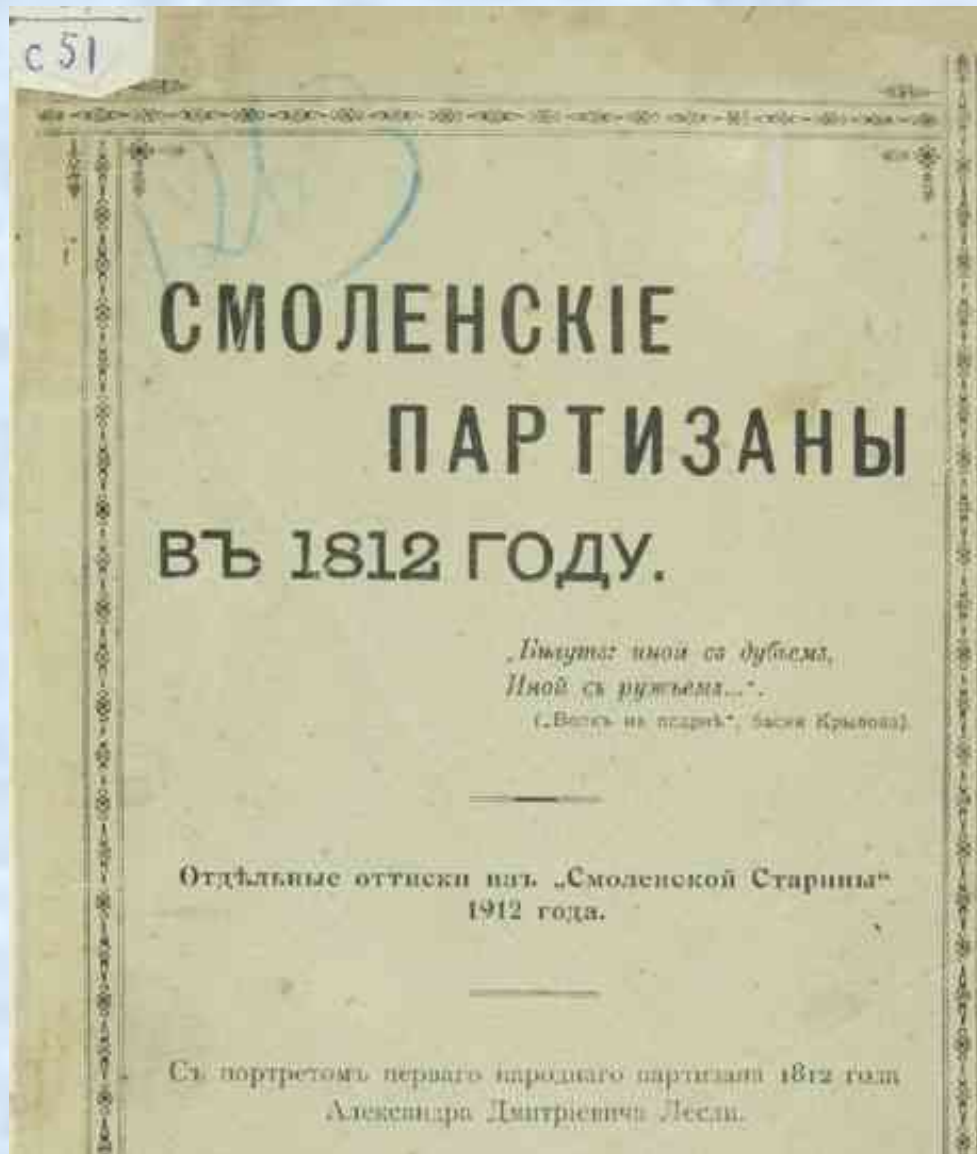 с 51
СМОЛЕНСКІЕ
ПАРТИЗАНЫ
ВЪ 1812 ГОДУ.
„Бѣгутъ: иной съ дубьемъ,
Иной съ ружьемъ...“.
(„Волкъ на псарнѣ“, басня Крылова)
Отдѣльные оттиски изъ „Смоленской Старины“
1912 года.
Съ портретомъ перваго народнаго партизана 1812 года
Александра Дмитріевича Лесли.